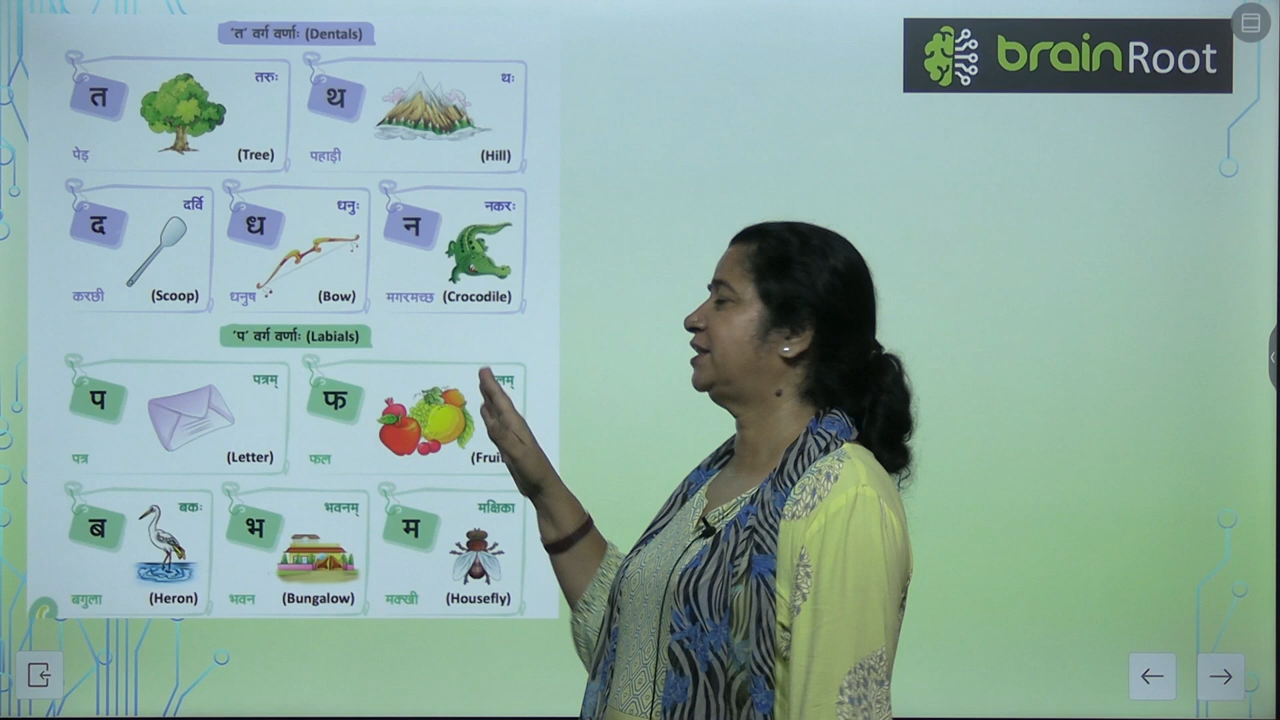 'त' वर्ग वर्णाः (Dentals)
त
तरुः
पेड़
(Tree)
थ
थः
पहाड़ी
(Hill)
द
दर्वि
करछी
(Scoop)
ध
धनुः
धनुष
(Bow)
न
नकरः
मगरमच्छ
(Crocodile)
'प' वर्ग वर्णाः (Labials)
प
पत्रम्
पत्र
(Letter)
फ
फल
ब
बकः
बगुला
(Heron)
भ
भवनम्
भवन
(Bungalow)
म
मक्षिका
मक्खी
(Housefly)
brainRoot